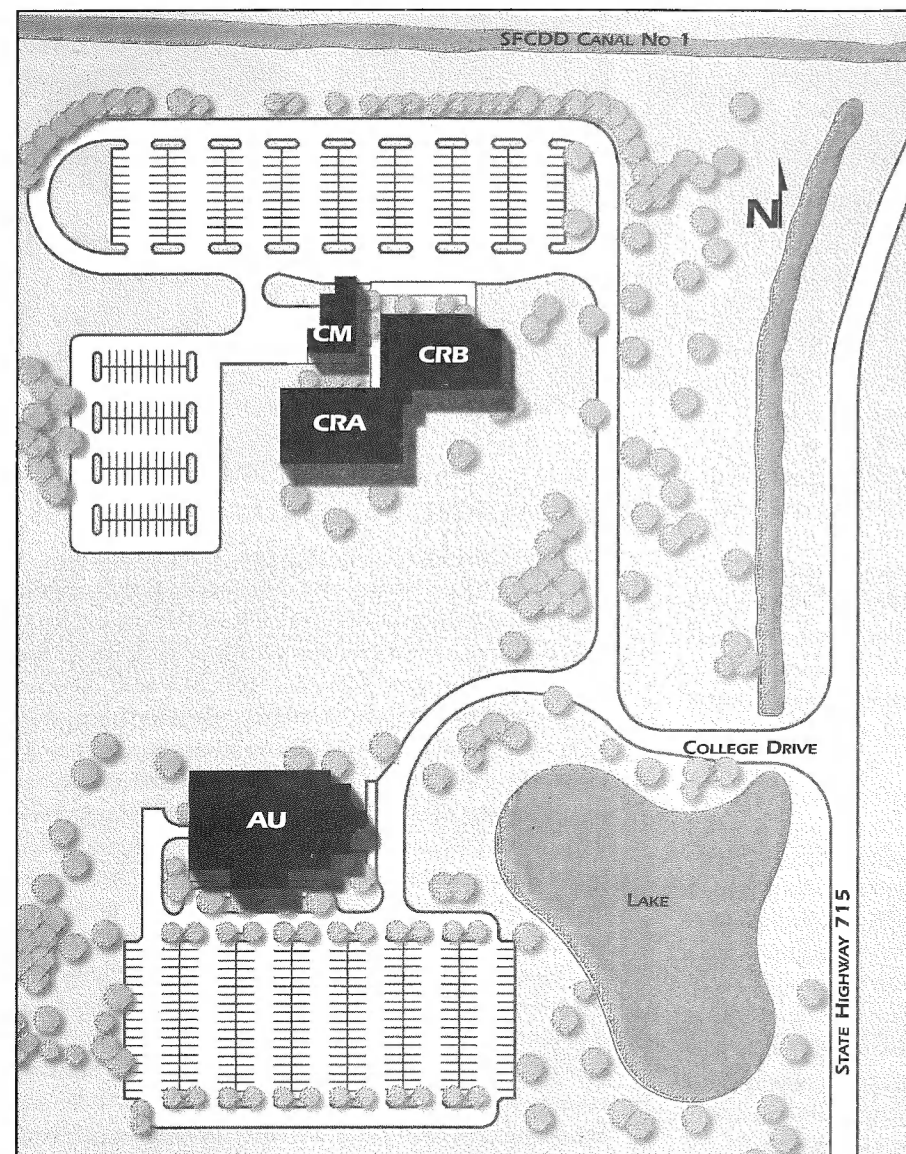 SFCDD CANAL NO 1
N
CM
CRB
CRA
COLLEGE DRIVE
AU
LAKE
STATE HIGHWAY 715